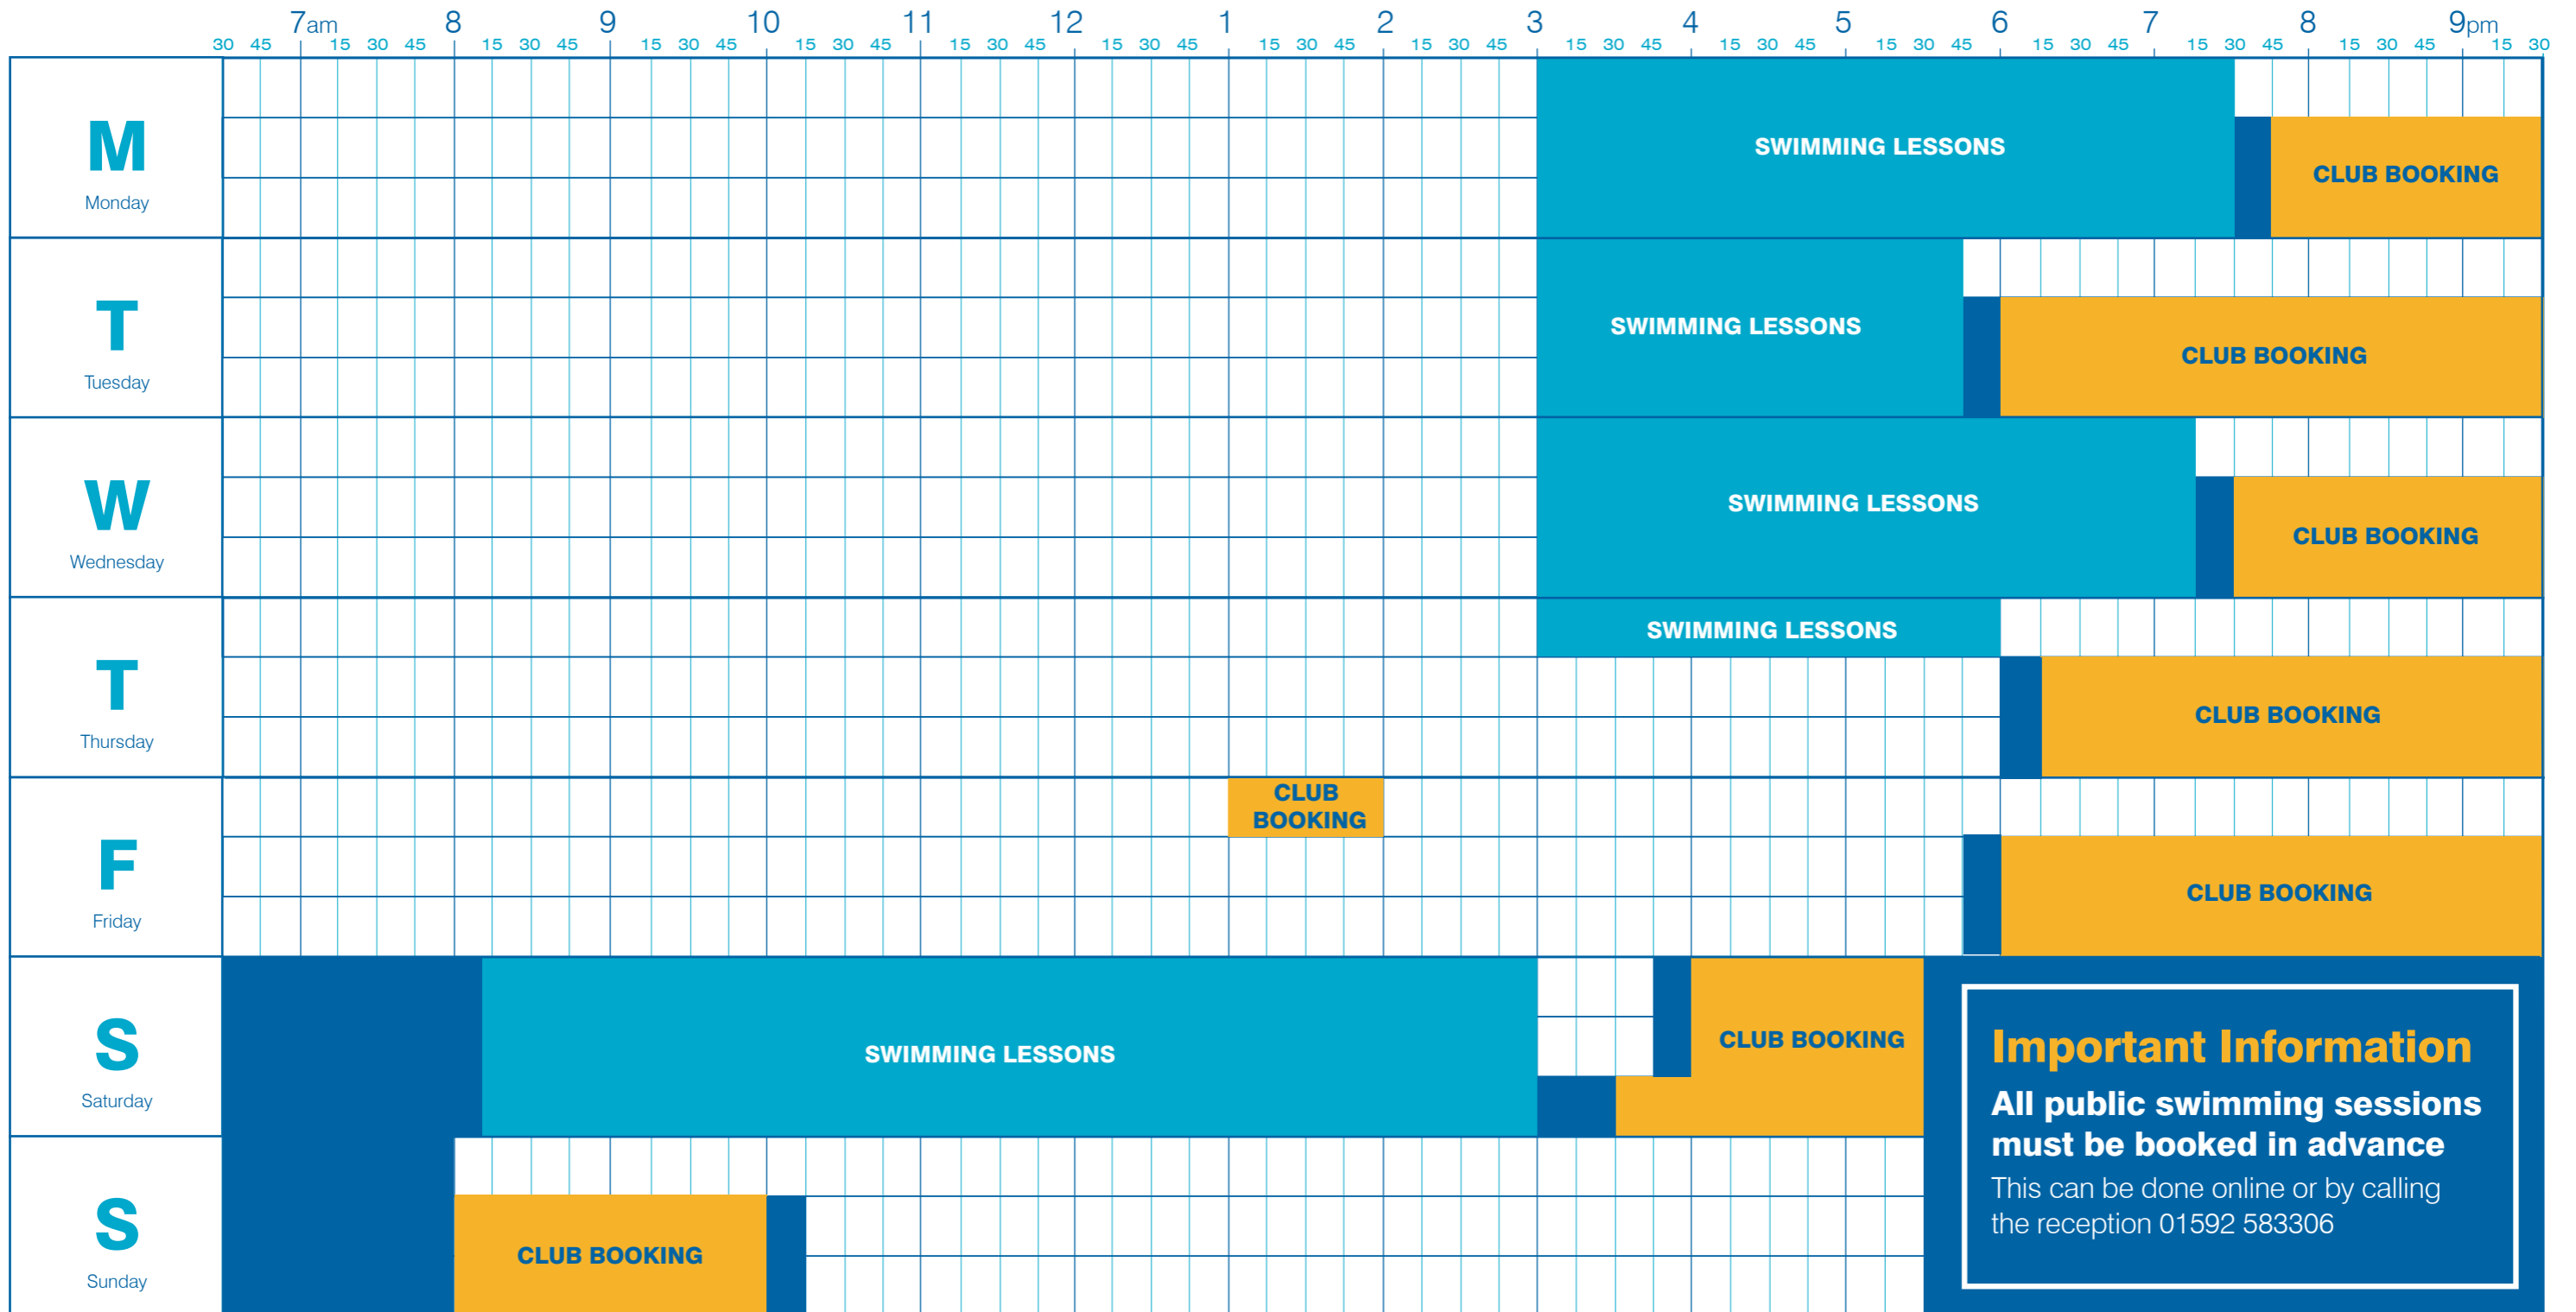 7am 8 9 10 11 12 1 2 3 4 5 6 7 8 9pm
30 45 15 30 45 15 30 45 15 30 45 15 30 45 15 30 45 15 30 45 15 30 45 15 30 45 15 30 45 15 30 45 15 30 45 15 30 45 15 30 45 15 30 45 15 30
M
Monday
SWIMMING LESSONS
CLUB BOOKING
T
Tuesday
SWIMMING LESSONS
CLUB BOOKING
W
Wednesday
SWIMMING LESSONS
CLUB BOOKING
T
Thursday
SWIMMING LESSONS
CLUB BOOKING
F
Friday
CLUB
BOOKING
CLUB BOOKING
S
Saturday
SWIMMING LESSONS
CLUB BOOKING
S
Sunday
CLUB BOOKING
Important Information
All public swimming sessions
must be booked in advance
This can be done online or by calling
the reception 01592 583306